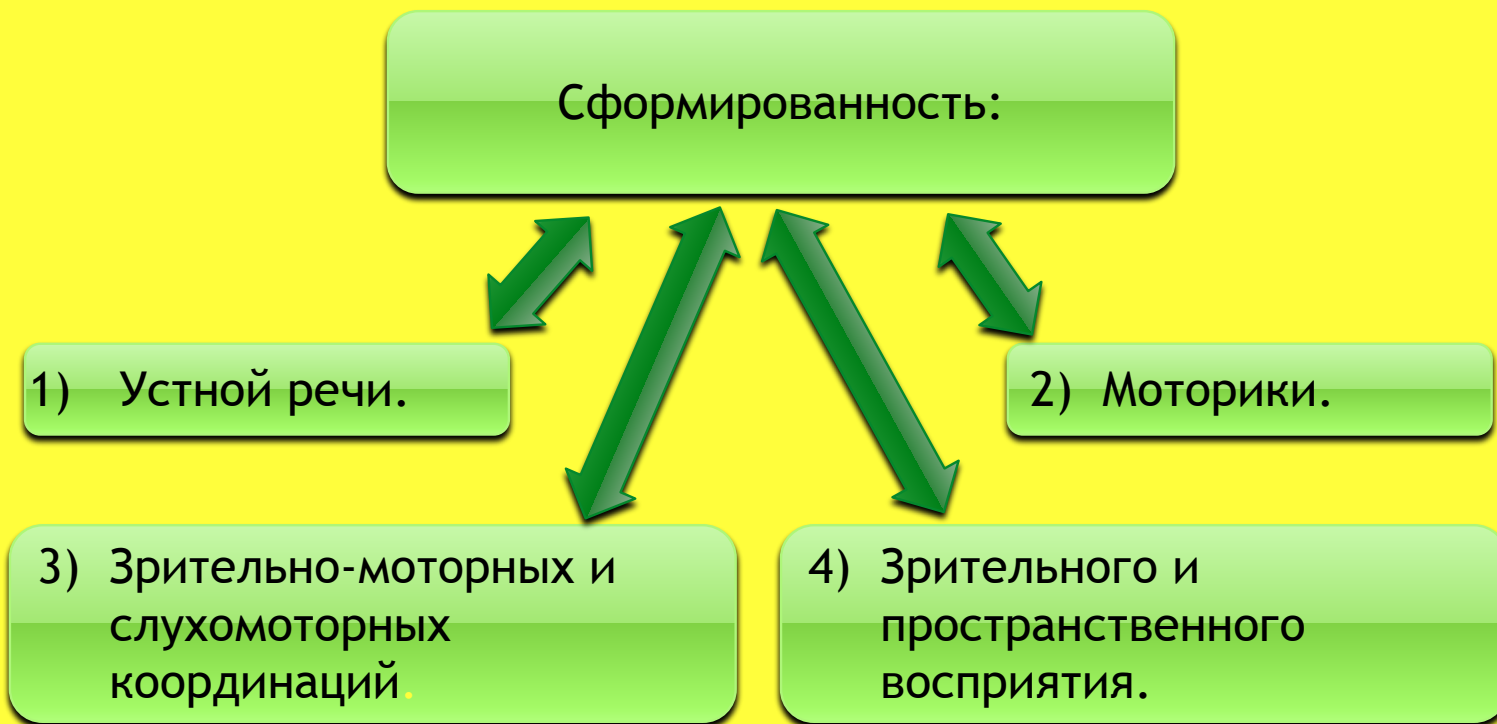 Сформированность:
1) Устной речи.
2) Моторики.
3) Зрительно-моторных и
слухомоторных
координаций.
4) Зрительного и
пространственного
восприятия.